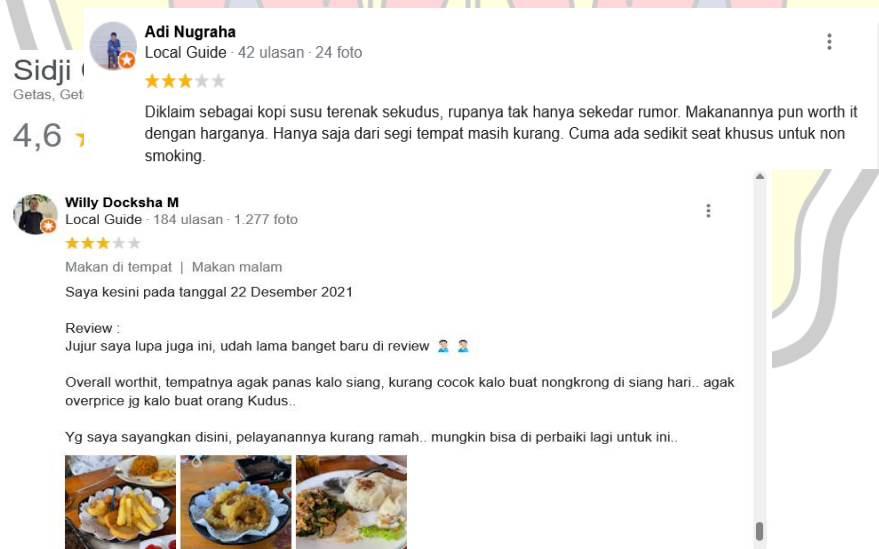 Adi Nugraha
Local Guide · 42 ulasan · 24 foto
Sidji
Getas,
4,6
Diklaim sebagai kopi susu terenak sekudus, rupanya tak hanya sekedar rumor. Makanannya pun worth it
dengan harganya. Hanya saja dari segi tempat masih kurang. Cuma ada sedikit seat khusus untuk non
smoking.
Willy Docksha M
Local Guide · 184 ulasan · 1.277 foto
Makan di tempat | Makan malam
Saya kesini pada tanggal 22 Desember 2021
Review :
Jujur saya lupa juga ini, udah lama banget baru di review
Overall worthit, tempatnya agak panas kalo siang, kurang cocok kalo buat nongkrong di siang hari.. agak
overprice jg kalo buat orang Kudus..
Yg saya sayangkan disini, pelayanannya kurang ramah.. mungkin bisa di perbaiki lagi untuk ini..